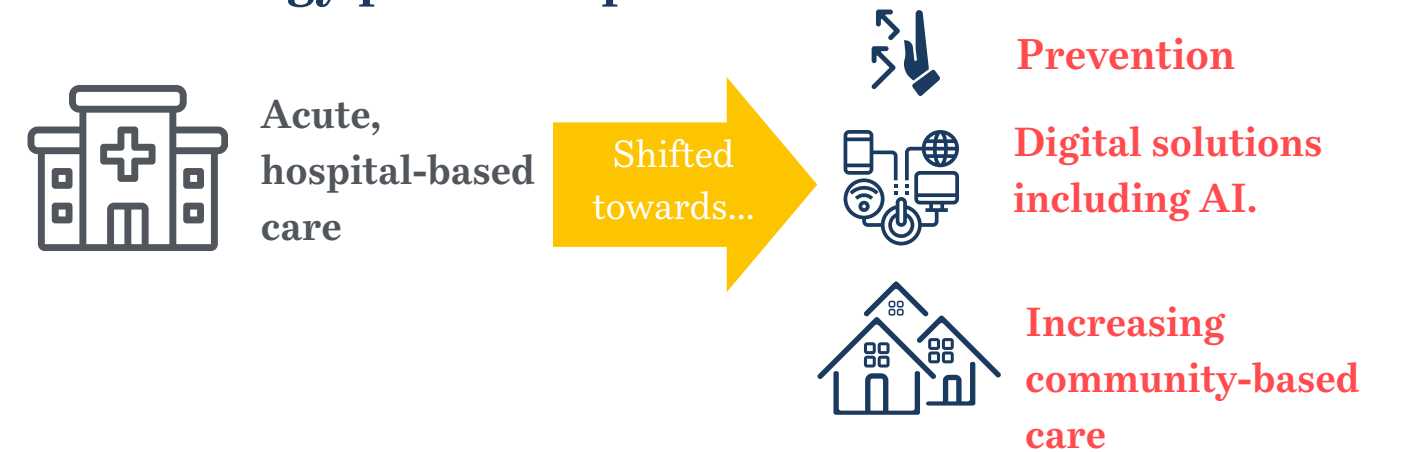 Acute,
hospital-based
care
Shifted
towards...
Prevention
Digital solutions
including AI.
Increasing
community-based
care